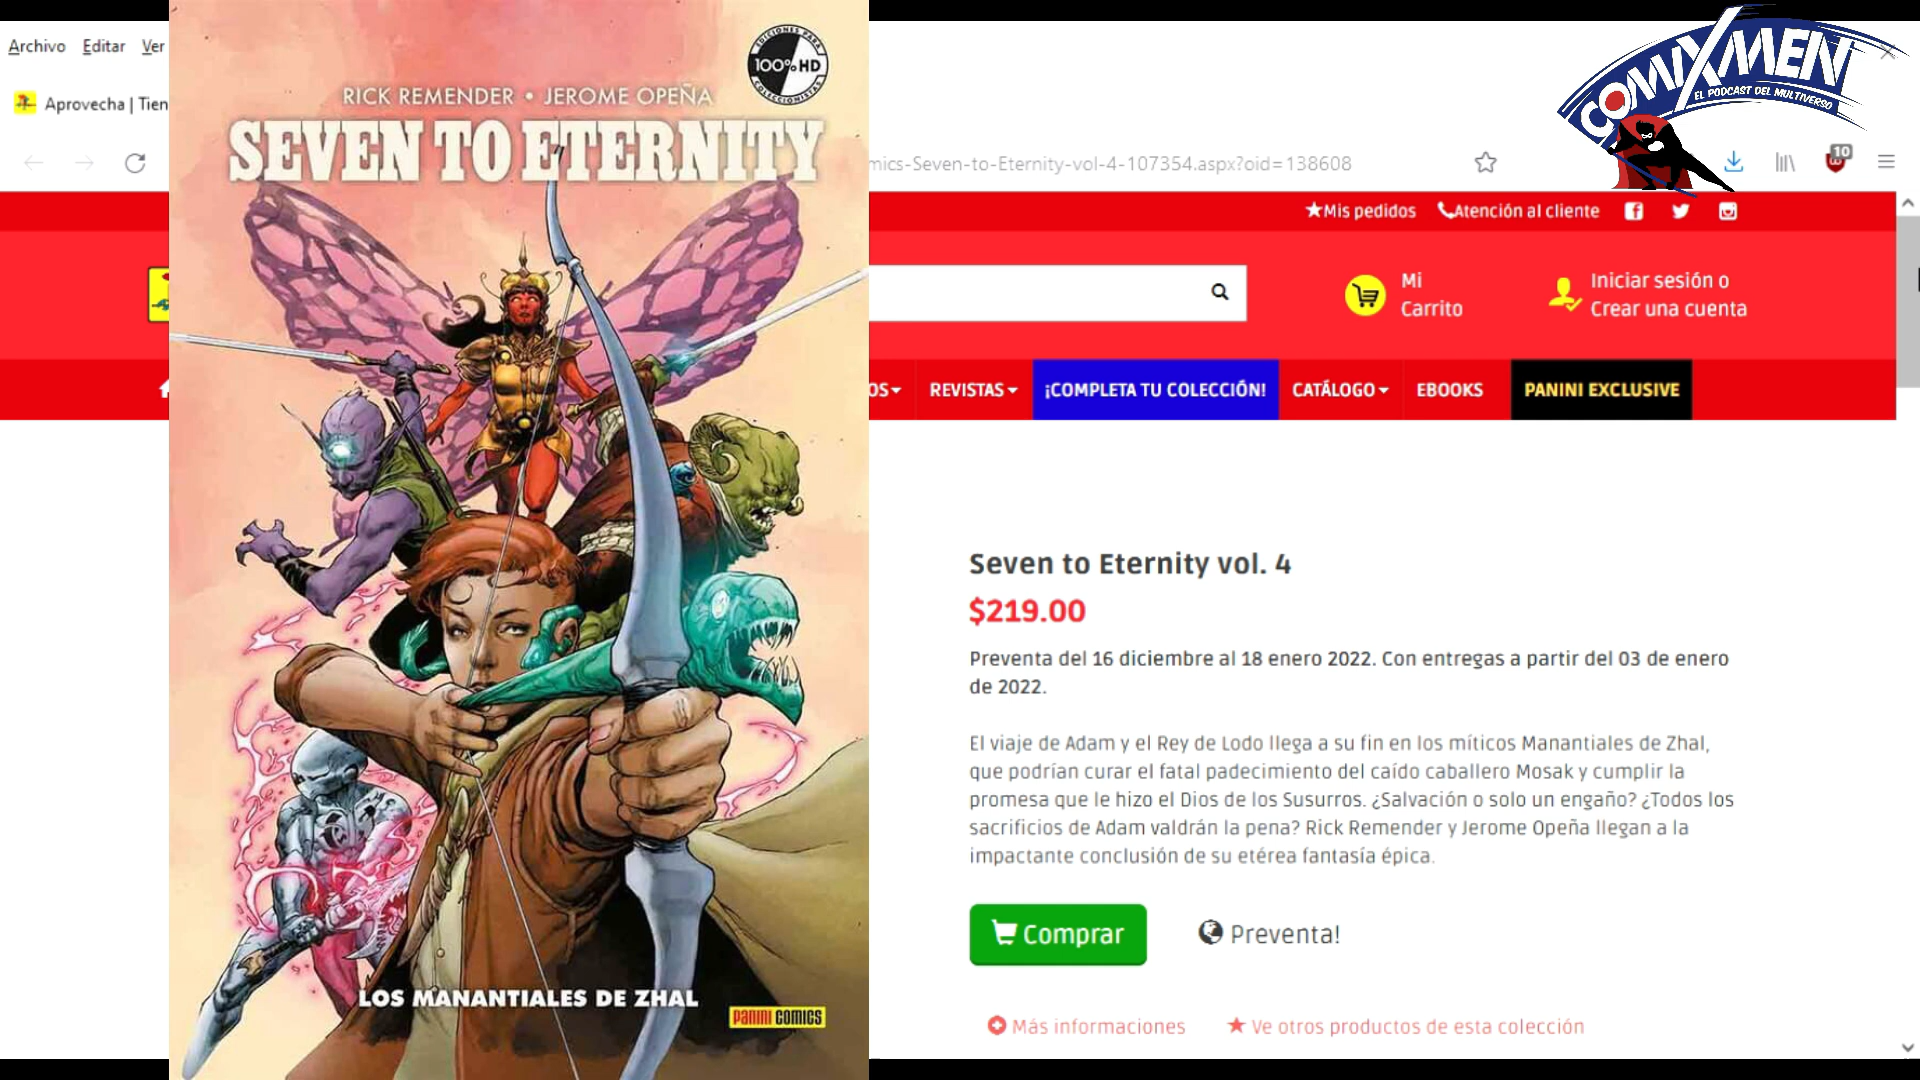 Archivo Editar Ver
Aprovecha | Tien
mics-Seven-to-Eternity-vol-4-107354.aspx?oid=138608
10
COMIXMEN
EL PODCAST DEL MULTIVERSO
EDICIONES PARA
100% HD
COLECCIONISTAS
RICK REMENDER • JEROME OPEÑA
SEVEN TO ETERNITY
LOS MANANTIALES DE ZHAL
PANINI COMICS
Mis pedidos Atención al cliente
Mi
Carrito
Iniciar sesión o
Crear una cuenta
OS REVISTAS ¡COMPLETA TU COLECCIÓN! CATÁLOGO EBOOKS PANINI EXCLUSIVE
Seven to Eternity vol. 4
$219.00
Preventa del 16 diciembre al 18 enero 2022. Con entregas a partir del 03 de enero
de 2022.
El viaje de Adam y el Rey de Lodo llega a su fin en los míticos Manantiales de Zhal,
que podrían curar el fatal padecimiento del caído caballero Mosak y cumplir la
promesa que le hizo el Dios de los Susurros. ¿Salvación o solo un engaño? ¿Todos los
sacrificios de Adam valdrán la pena? Rick Remender y Jerome Opeña llegan a la
impactante conclusión de su etérea fantasía épica.
Comprar Preventa!
Más informaciones Ve otros productos de esta colección